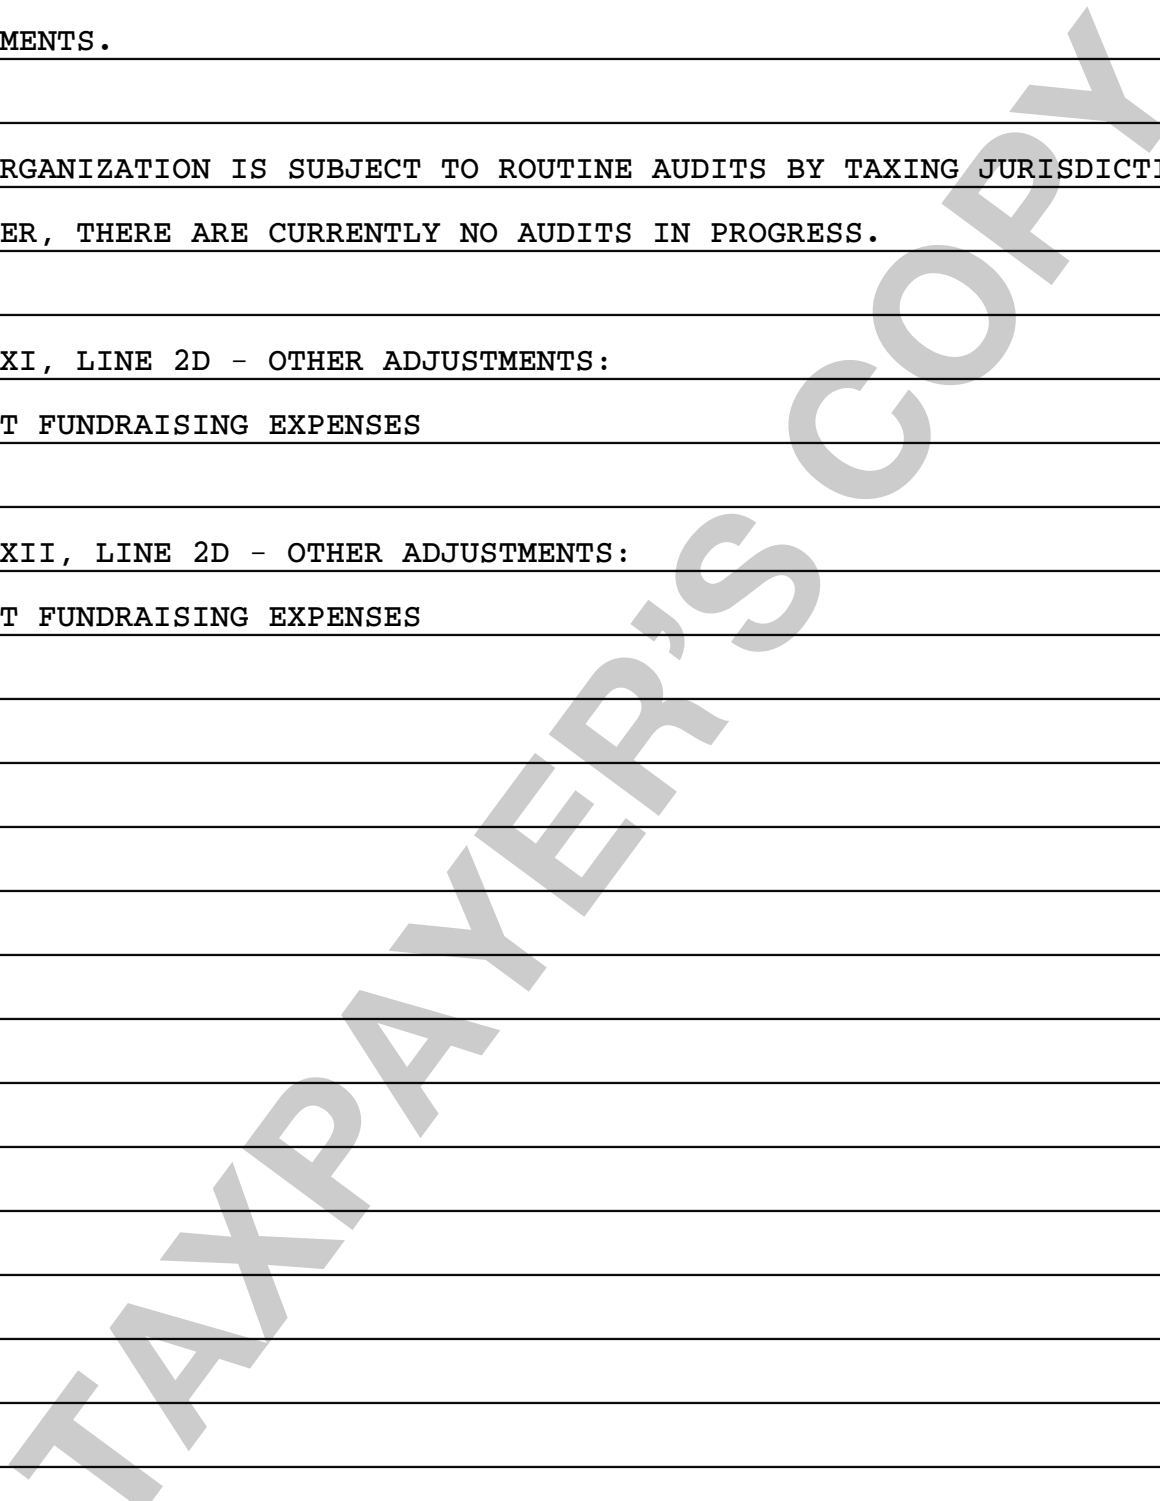 MENTS.
RGANIZATION IS SUBJECT TO ROUTINE AUDITS BY TAXING JURISDICTI
ER, THERE ARE CURRENTLY NO AUDITS IN PROGRESS.
XI, LINE 2D - OTHER ADJUSTMENTS:
T FUNDRAISING EXPENSES
XII, LINE 2D - OTHER ADJUSTMENTS:
T FUNDRAISING EXPENSES
TAXPAYER'S COPY